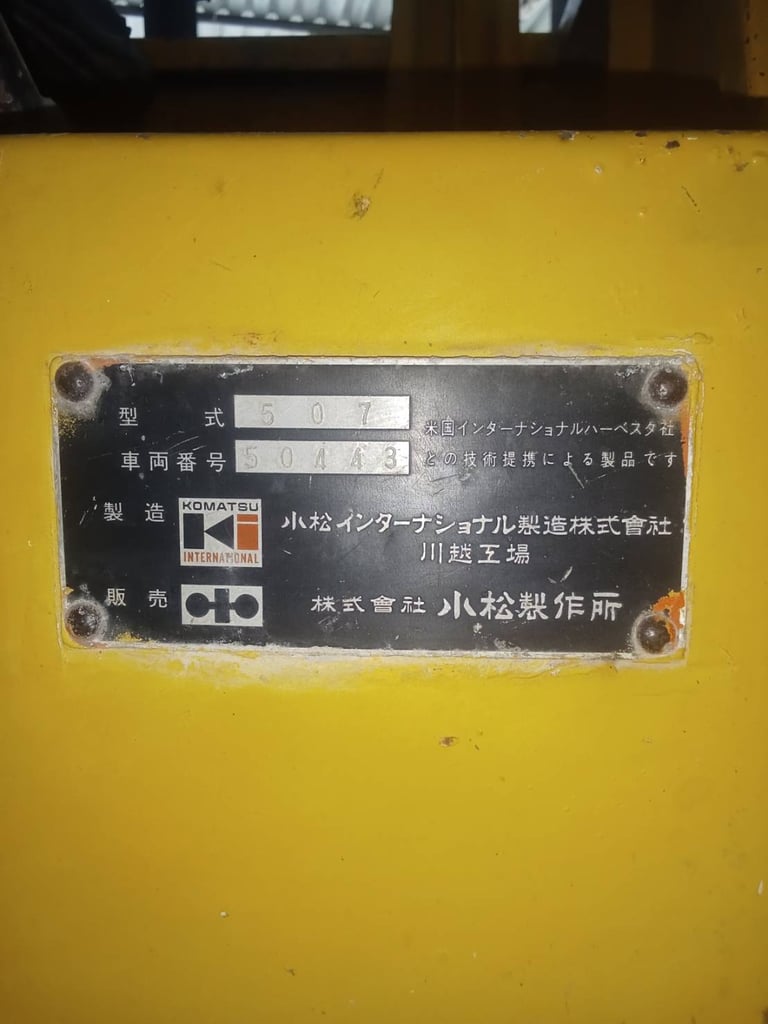 型式 507
車両番号 50443
米国インターナショナルハーベスタ社
との技術提携による製品です
製造 KOMATSU
INTERNATIONAL
小松インターナショナル製造株式會社
川越工場
販売 株式會社 小松製作所